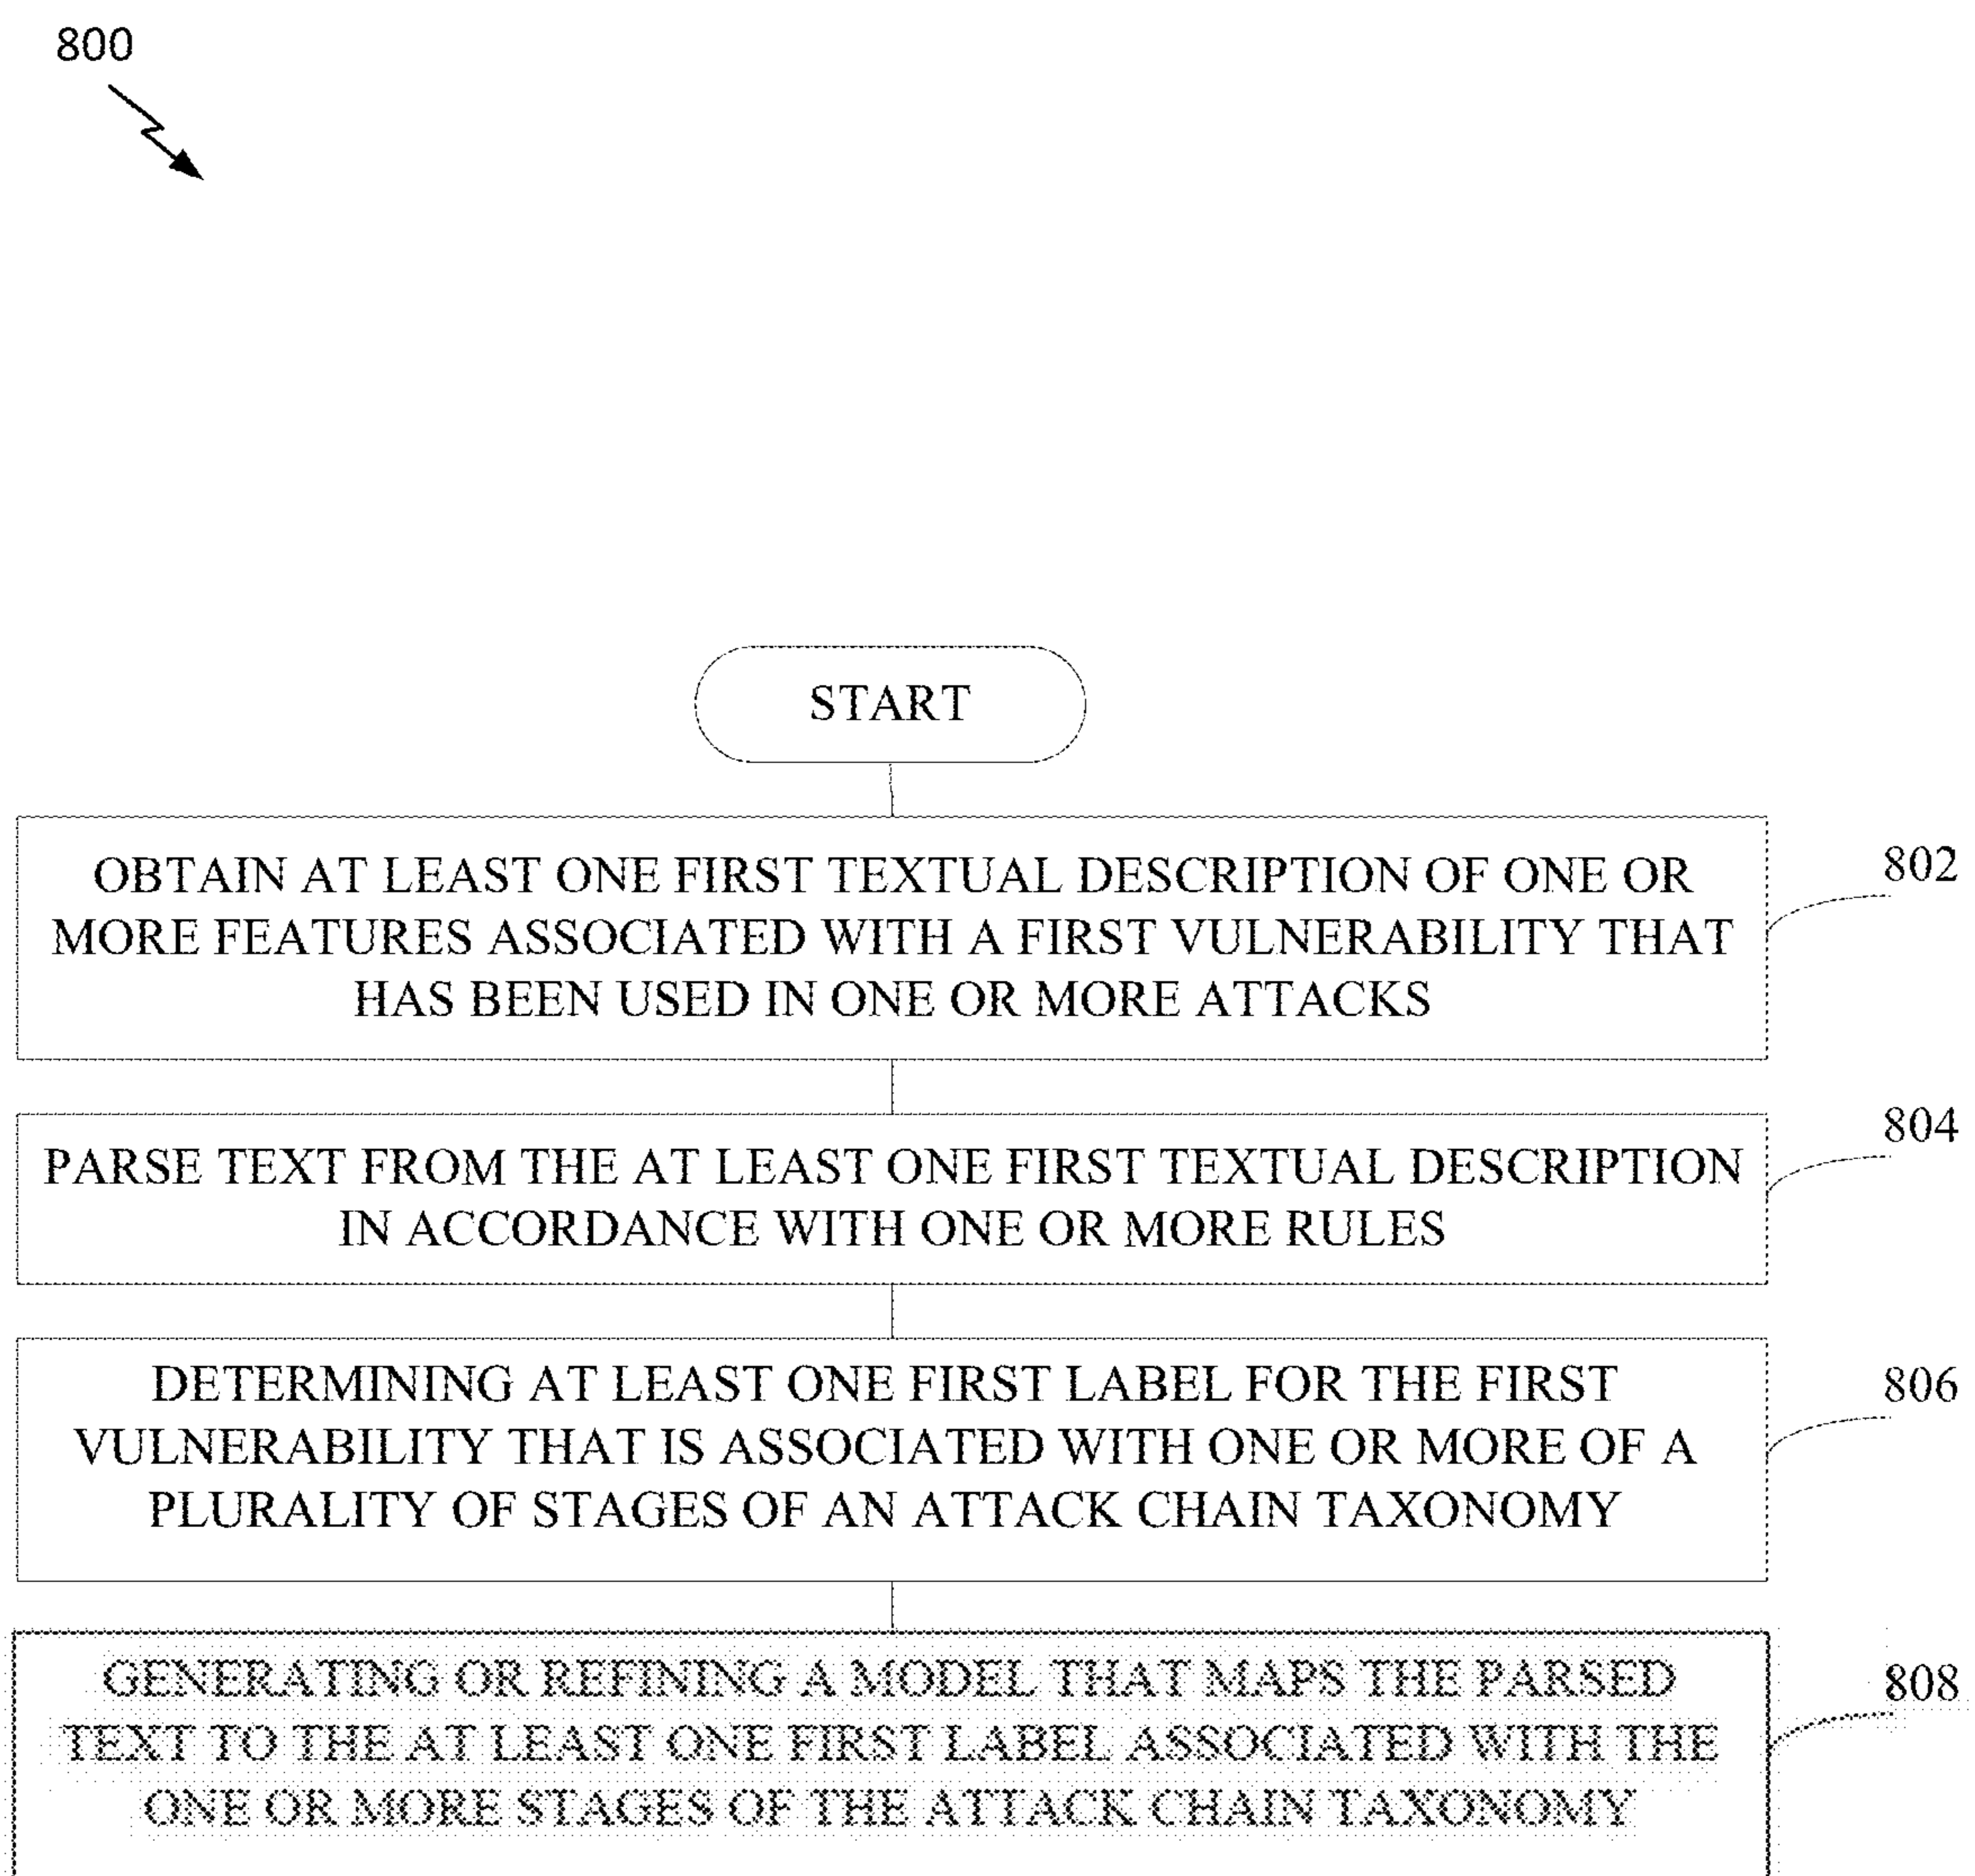 800
START
OBTAIN AT LEAST ONE FIRST TEXTUAL DESCRIPTION OF ONE OR
MORE FEATURES ASSOCIATED WITH A FIRST VULNERABILITY THAT
HAS BEEN USED IN ONE OR MORE ATTACKS
802
PARSE TEXT FROM THE AT LEAST ONE FIRST TEXTUAL DESCRIPTION
IN ACCORDANCE WITH ONE OR MORE RULES
804
DETERMINING AT LEAST ONE FIRST LABEL FOR THE FIRST
VULNERABILITY THAT IS ASSOCIATED WITH ONE OR MORE OF A
PLURALITY OF STAGES OF AN ATTACK CHAIN TAXONOMY
806
GENERATING OR REFINING A MODEL THAT MAPS THE PARSED
TEXT TO THE AT LEAST ONE FIRST LABEL ASSOCIATED WITH THE
ONE OR MORE STAGES OF THE ATTACK CHAIN TAXONOMY
808